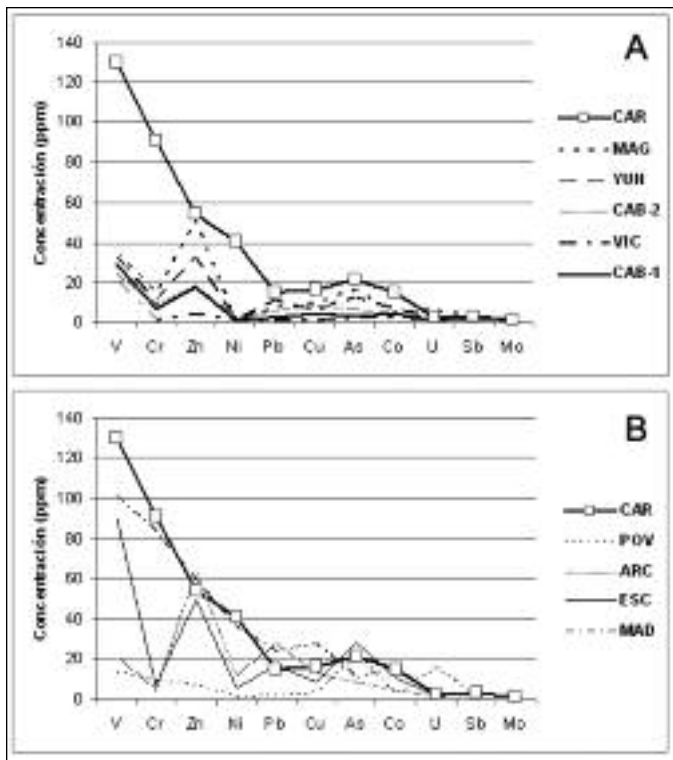 A
Concentración (ppm)
140
120
100
80
60
40
20
0
V Cr Zn Ni Pb Cu As Co U Sb Mo
CAR
MAG
YUN
CAB-2
VIC
CAB-1
B
Concentración (ppm)
140
120
100
80
60
40
20
0
V Cr Zn Ni Pb Cu As Co U Sb Mo
CAR
POV
ARC
ESC
MAD